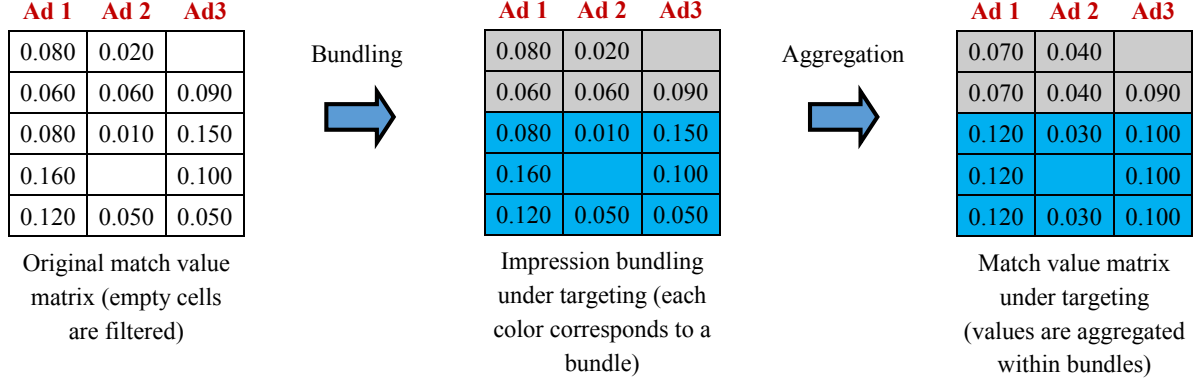 Ad 1 Ad 2 Ad3 Ad 1 Ad 2 Ad3 Ad 1 Ad 2 Ad3
0.080 0.020 Bundling 0.080 0.020 Aggregation 0.070 0.040
0.060 0.060 0.090 0.060 0.060 0.090 0.070 0.040 0.090
0.080 0.010 0.150 0.080 0.010 0.150 0.120 0.030 0.100
0.160 0.100 0.160 0.100 0.120 0.100
0.120 0.050 0.050 0.120 0.050 0.050 0.120 0.030 0.100
Original match value
matrix (empty cells
are filtered)
Impression bundling
under targeting (each
color corresponds to a
bundle)
Match value matrix
under targeting
(values are aggregated
within bundles)